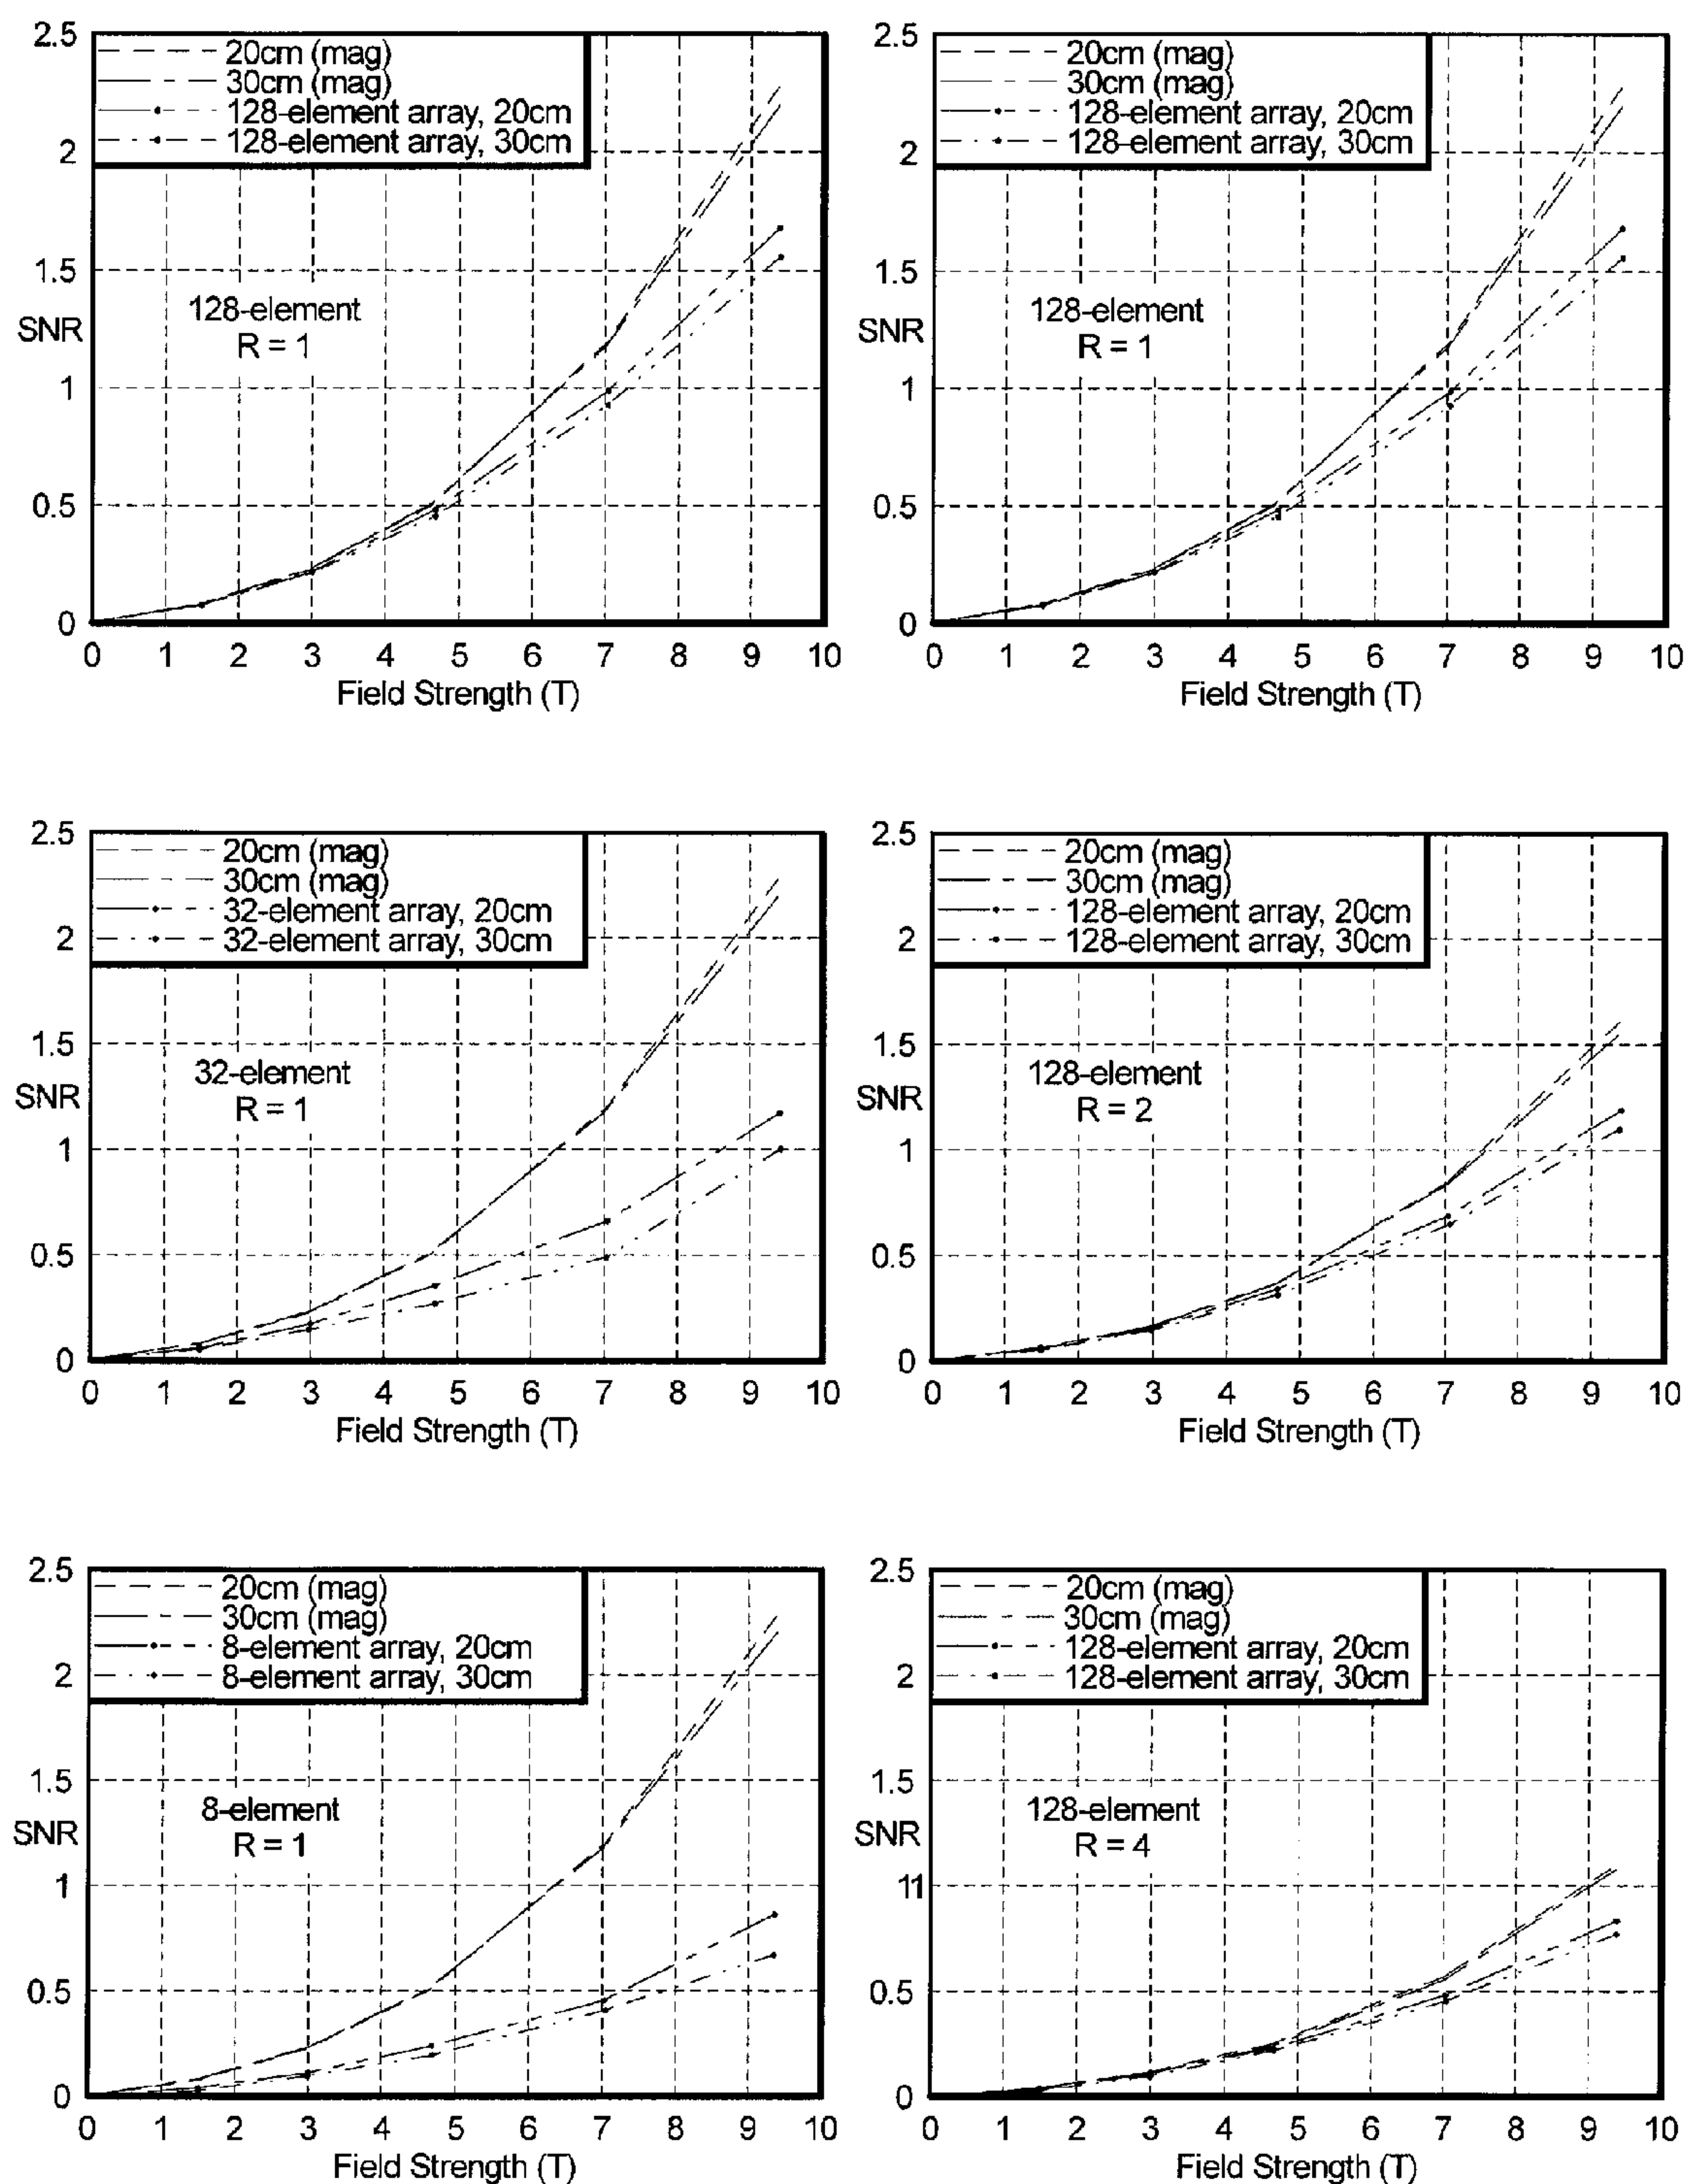 2.5
20cm (mag)
30cm (mag)
128-element array, 20cm
128-element array, 30cm
2
1.5
128-element
SNR
R = 1
1
0.5
0
0 1 2 3 4 5 6 7 8 9 10
Field Strength (T)
2.5
20cm (mag)
30cm (mag)
128-element array, 20cm
128-element array, 30cm
2
1.5
128-element
SNR
R = 1
1
0.5
0
0 1 2 3 4 5 6 7 8 9 10
Field Strength (T)
2.5
20cm (mag)
30cm (mag)
32-element array, 20cm
32-element array, 30cm
2
1.5
32-element
SNR
R = 1
1
0.5
0
0 1 2 3 4 5 6 7 8 9 10
Field Strength (T)
2.5
20cm (mag)
30cm (mag)
128-element array, 20cm
128-element array, 30cm
2
1.5
128-element
SNR
R = 2
1
0.5
0
0 1 2 3 4 5 6 7 8 9 10
Field Strength (T)
2.5
20cm (mag)
30cm (mag)
8-element array, 20cm
8-element array, 30cm
2
1.5
8-element
SNR
R = 1
1
0.5
0
0 1 2 3 4 5 6 7 8 9 10
Field Strength (T)
2.5
20cm (mag)
30cm (mag)
128-element array, 20cm
128-element array, 30cm
2
1.5
128-element
SNR
R = 4
11
0.5
0
0 1 2 3 4 5 6 7 8 9 10
Field Strength (T)